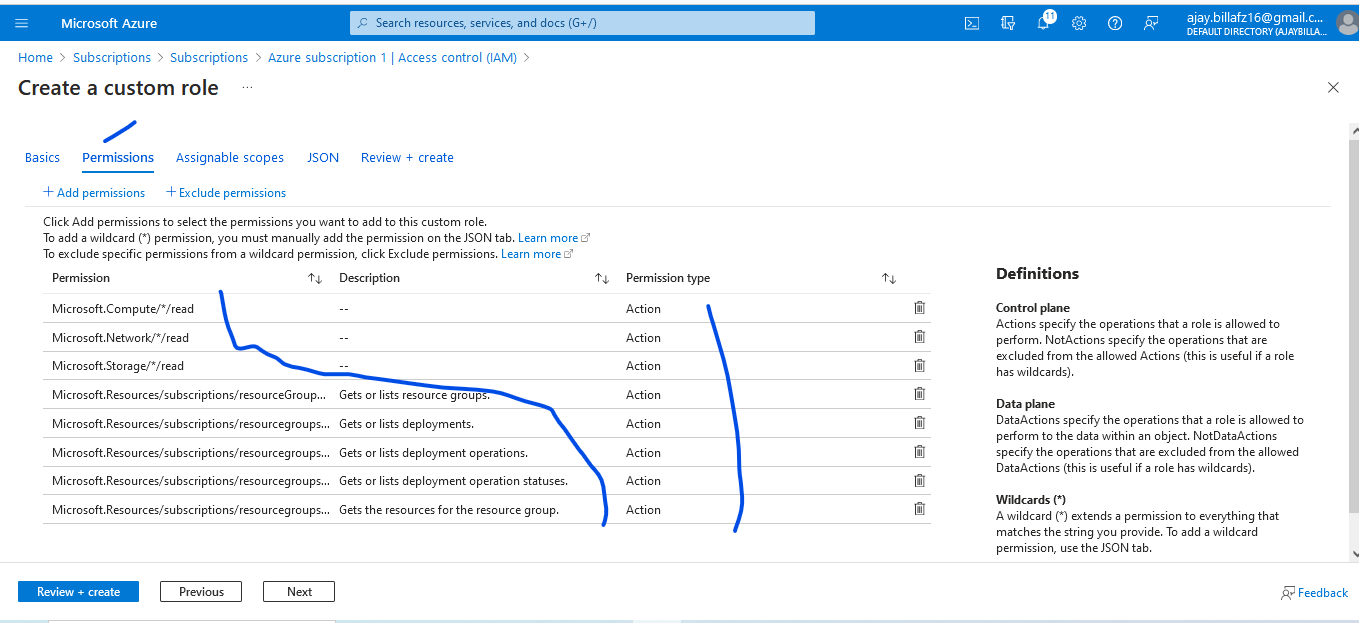 Microsoft Azure
Search resources, services, and docs (G+/)
11
ajay.billafz16@gmail.c...
DEFAULT DIRECTORY (AJAYBILLA...
Home > Subscriptions > Subscriptions > Azure subscription 1 | Access control (IAM) >
Create a custom role ...
Basics Permissions Assignable scopes JSON Review + create
+ Add permissions + Exclude permissions
Click Add permissions to select the permissions you want to add to this custom role.
To add a wildcard (*) permission, you must manually add the permission on the JSON tab. Learn more
To exclude specific permissions from a wildcard permission, click Exclude permissions. Learn more
Permission Description Permission type
Microsoft.Compute/*/read -- Action
Microsoft.Network/*/read -- Action
Microsoft.Storage/*/read -- Action
Microsoft.Resources/subscriptions/resourceGroup... Gets or lists resource groups. Action
Microsoft.Resources/subscriptions/resourcegroups... Gets or lists deployments. Action
Microsoft.Resources/subscriptions/resourcegroups... Gets or lists deployment operations. Action
Microsoft.Resources/subscriptions/resourcegroups... Gets or lists deployment operation statuses. Action
Microsoft.Resources/subscriptions/resourcegroups... Gets the resources for the resource group. Action
Definitions
Control plane
Actions specify the operations that a role is allowed to
perform. NotActions specify the operations that are
excluded from the allowed Actions (this is useful if a role
has wildcards).
Data plane
DataActions specify the operations that a role is allowed to
perform to the data within an object. NotDataActions
specify the operations that are excluded from the allowed
DataActions (this is useful if a role has wildcards).
Wildcards (*)
A wildcard (*) extends a permission to everything that
matches the string you provide. To add a wildcard
permission, use the JSON tab.
Review + create Previous Next
Feedback